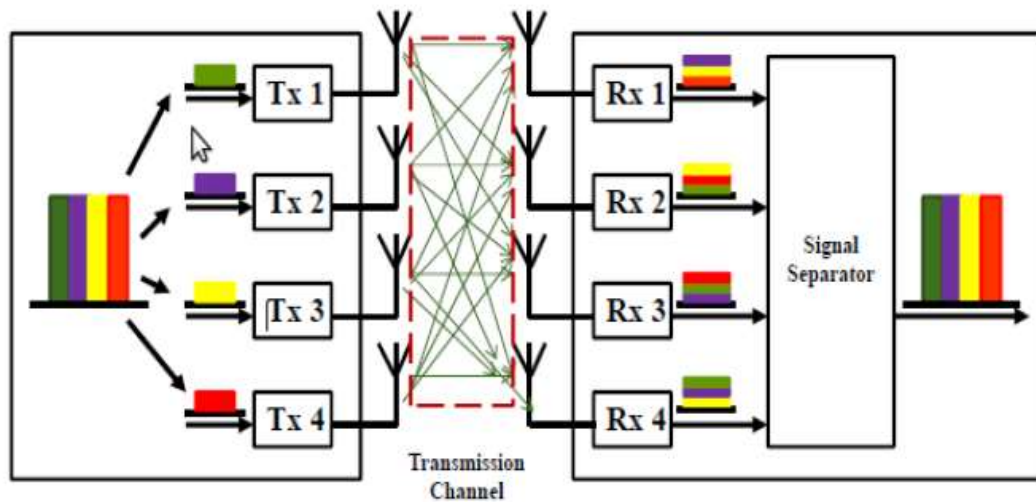 Tx 1
Tx 2
Tx 3
Tx 4
Transmission
Channel
Rx 1
Rx 2
Rx 3
Rx 4
Signal
Separator